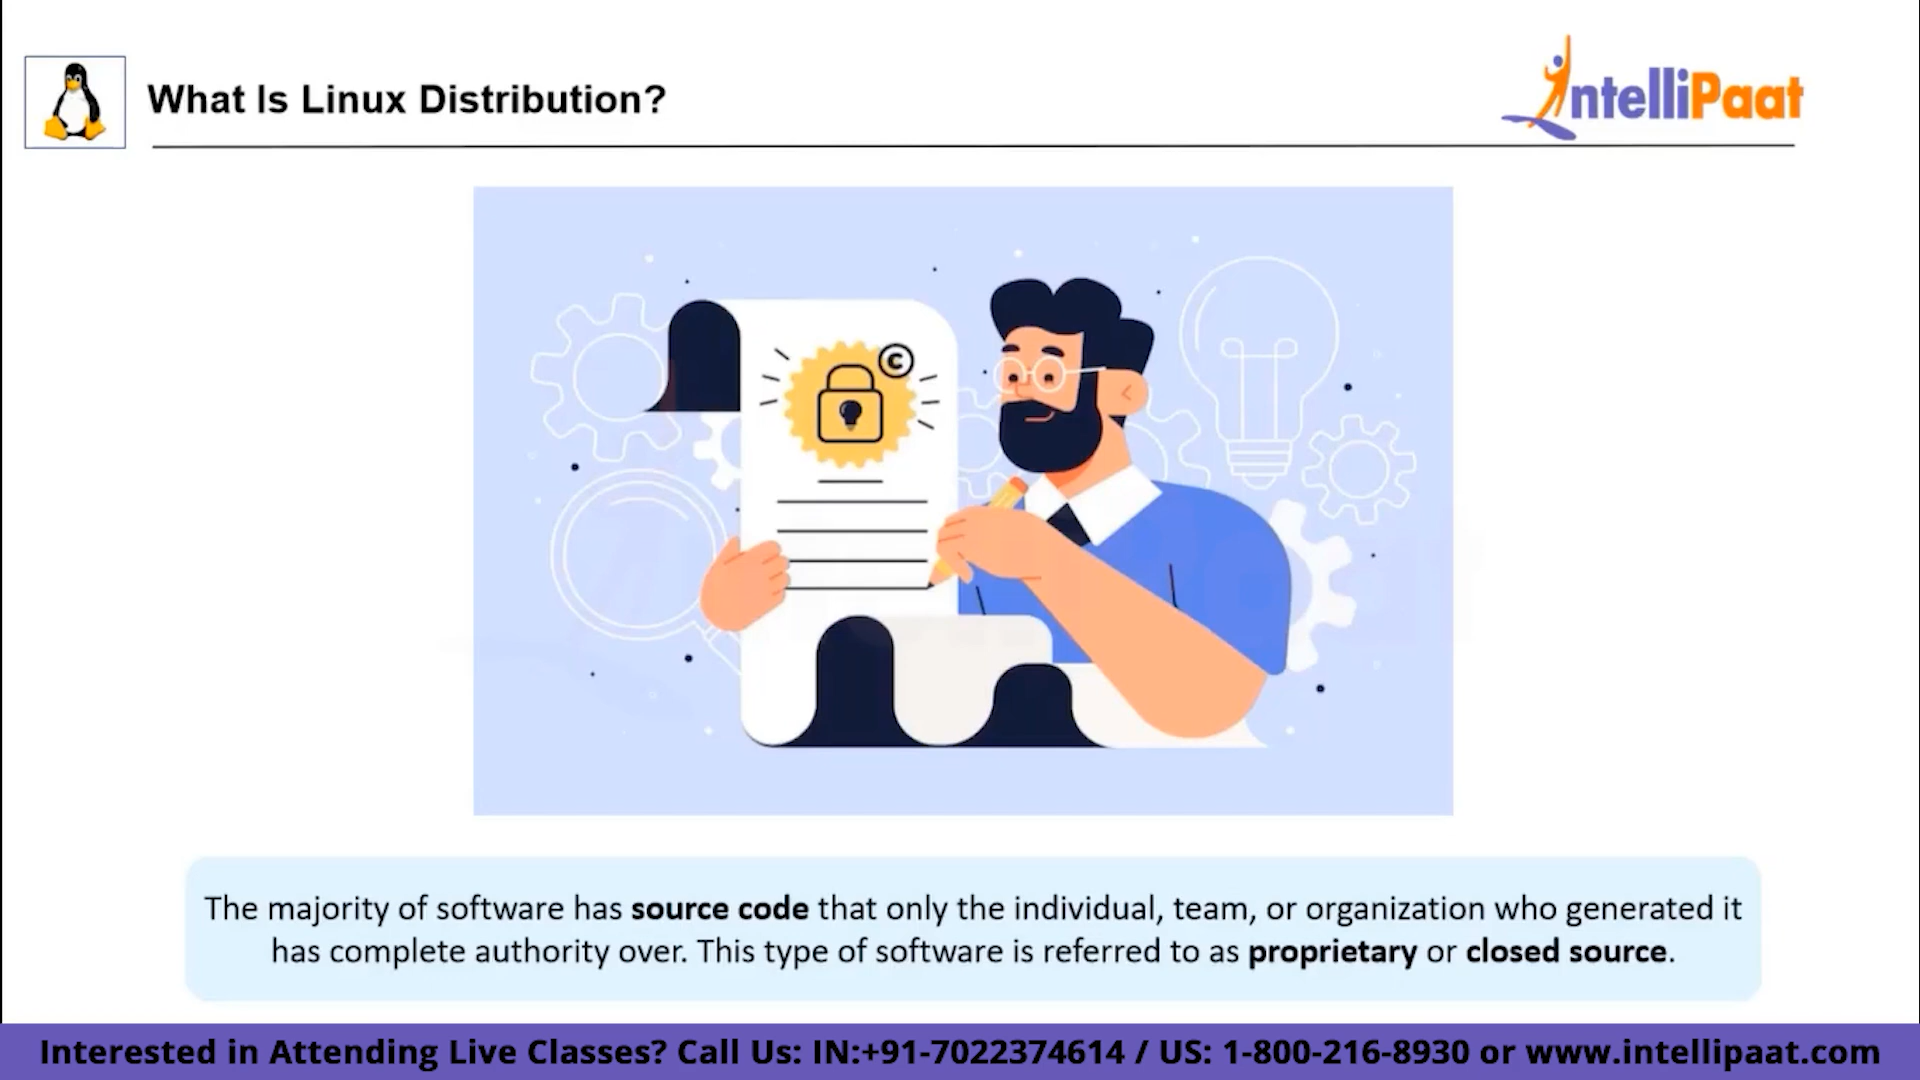 What Is Linux Distribution?
IntelliPaat
©
The majority of software has source code that only the individual, team, or organization who generated it
has complete authority over. This type of software is referred to as proprietary or closed source.
Interested in Attending Live Classes? Call Us: IN:+91-7022374614 / US: 1-800-216-8930 or www.intellipaat.com